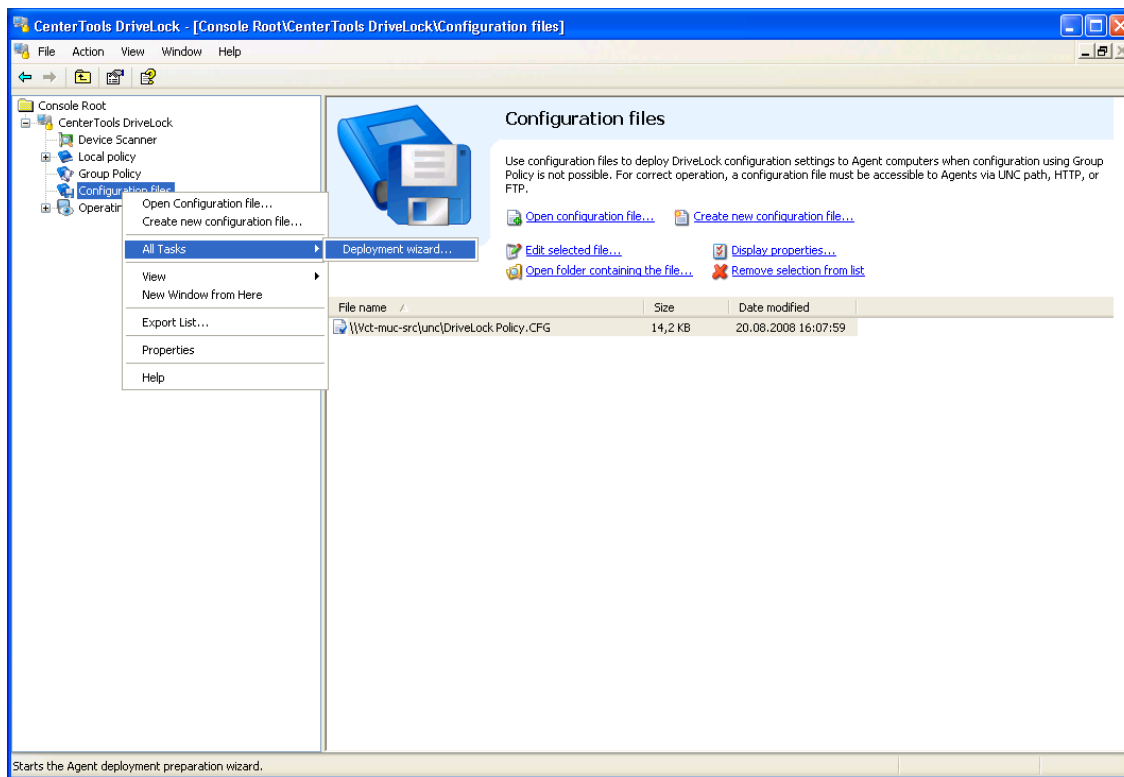 CenterTools DriveLock - [Console Root\CenterTools DriveLock\Configuration files]
File Action View Window Help
Console Root
CenterTools DriveLock
Device Scanner
Local policy
Group Policy
Configuration files
Operatin
Open Configuration file...
Create new configuration file...
All Tasks
Deployment wizard...
View
New Window from Here
Export List...
Properties
Help
Configuration files
Use configuration files to deploy DriveLock configuration settings to Agent computers when configuration using Group
Policy is not possible. For correct operation, a configuration file must be accessible to Agents via UNC path, HTTP, or
FTP.
Open configuration file... Create new configuration file...
Edit selected file... Display properties...
Open folder containing the file... Remove selection from list
File name Size Date modified
\\Vct-muc-src\unc\DriveLock Policy.CFG 14,2 KB 20.08.2008 16:07:59
Starts the Agent deployment preparation wizard.